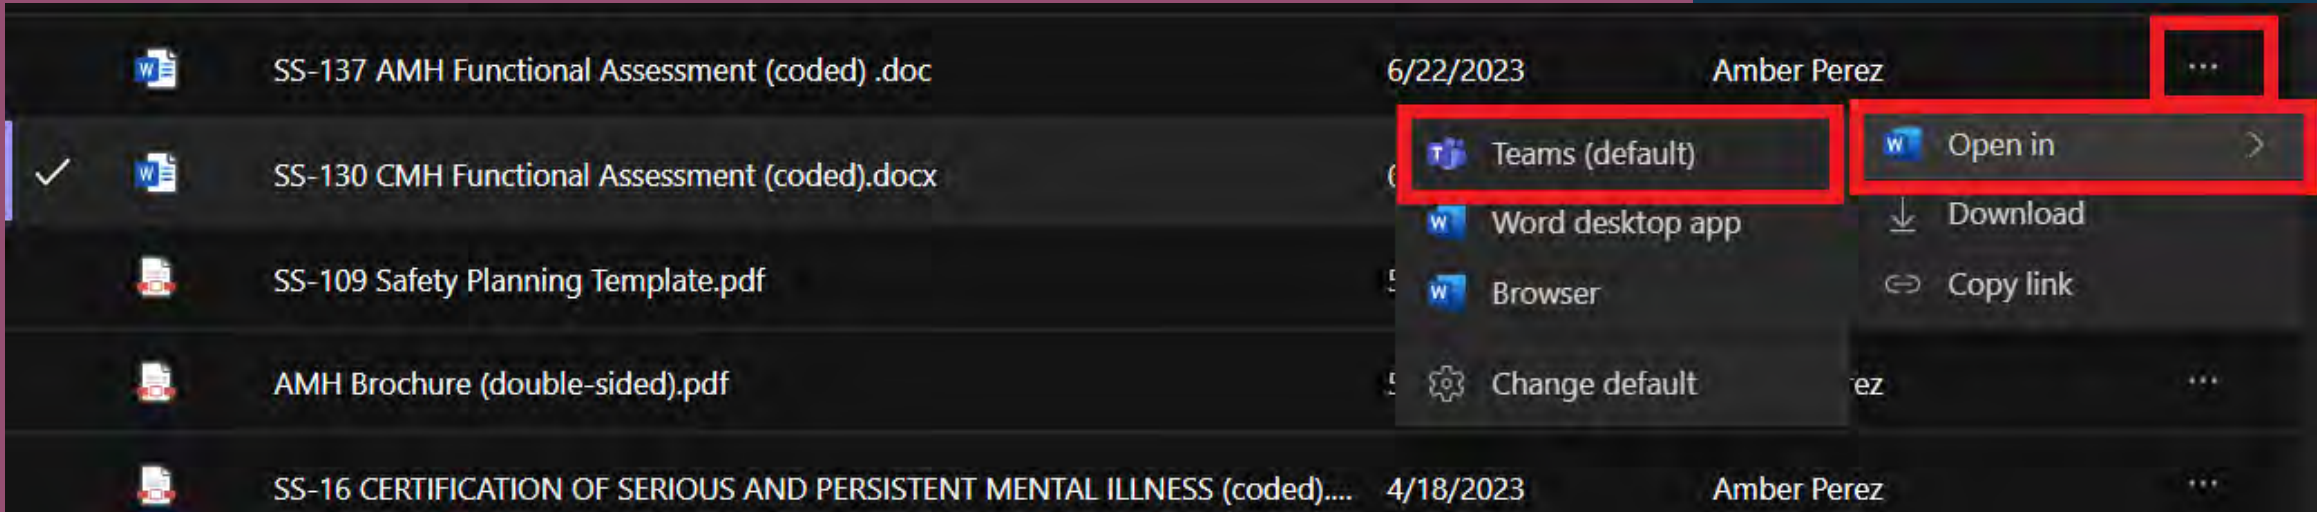 SS-137 AMH Functional Assessment (coded) .doc 6/22/2023 Amber Perez ...
Teams (default) Open in
SS-130 CMH Functional Assessment (coded).docx
Word desktop app Download
SS-109 Safety Planning Template.pdf Browser Copy link
AMH Brochure (double-sided).pdf Change default ez ...
SS-16 CERTIFICATION OF SERIOUS AND PERSISTENT MENTAL ILLNESS (coded).... 4/18/2023 Amber Perez ...